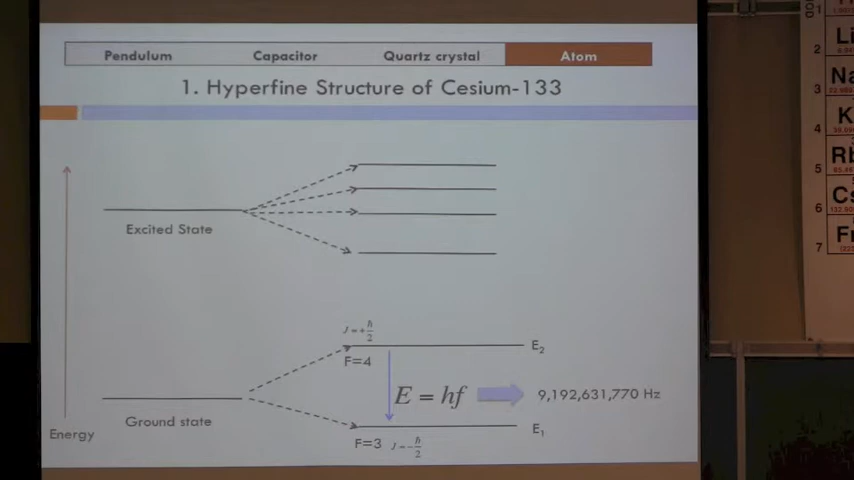 Pendulum Capacitor Quartz crystal Atom
1. Hyperfine Structure of Cesium-133
Excited State
J=+ħ/2
E2
F=4
E = hf
9,192,631,770 Hz
Ground state
E1
F=3 J=-ħ/2
Energy
1
2
3
4
5
6
7
Li
Na
K
Rb
Cs
Fr